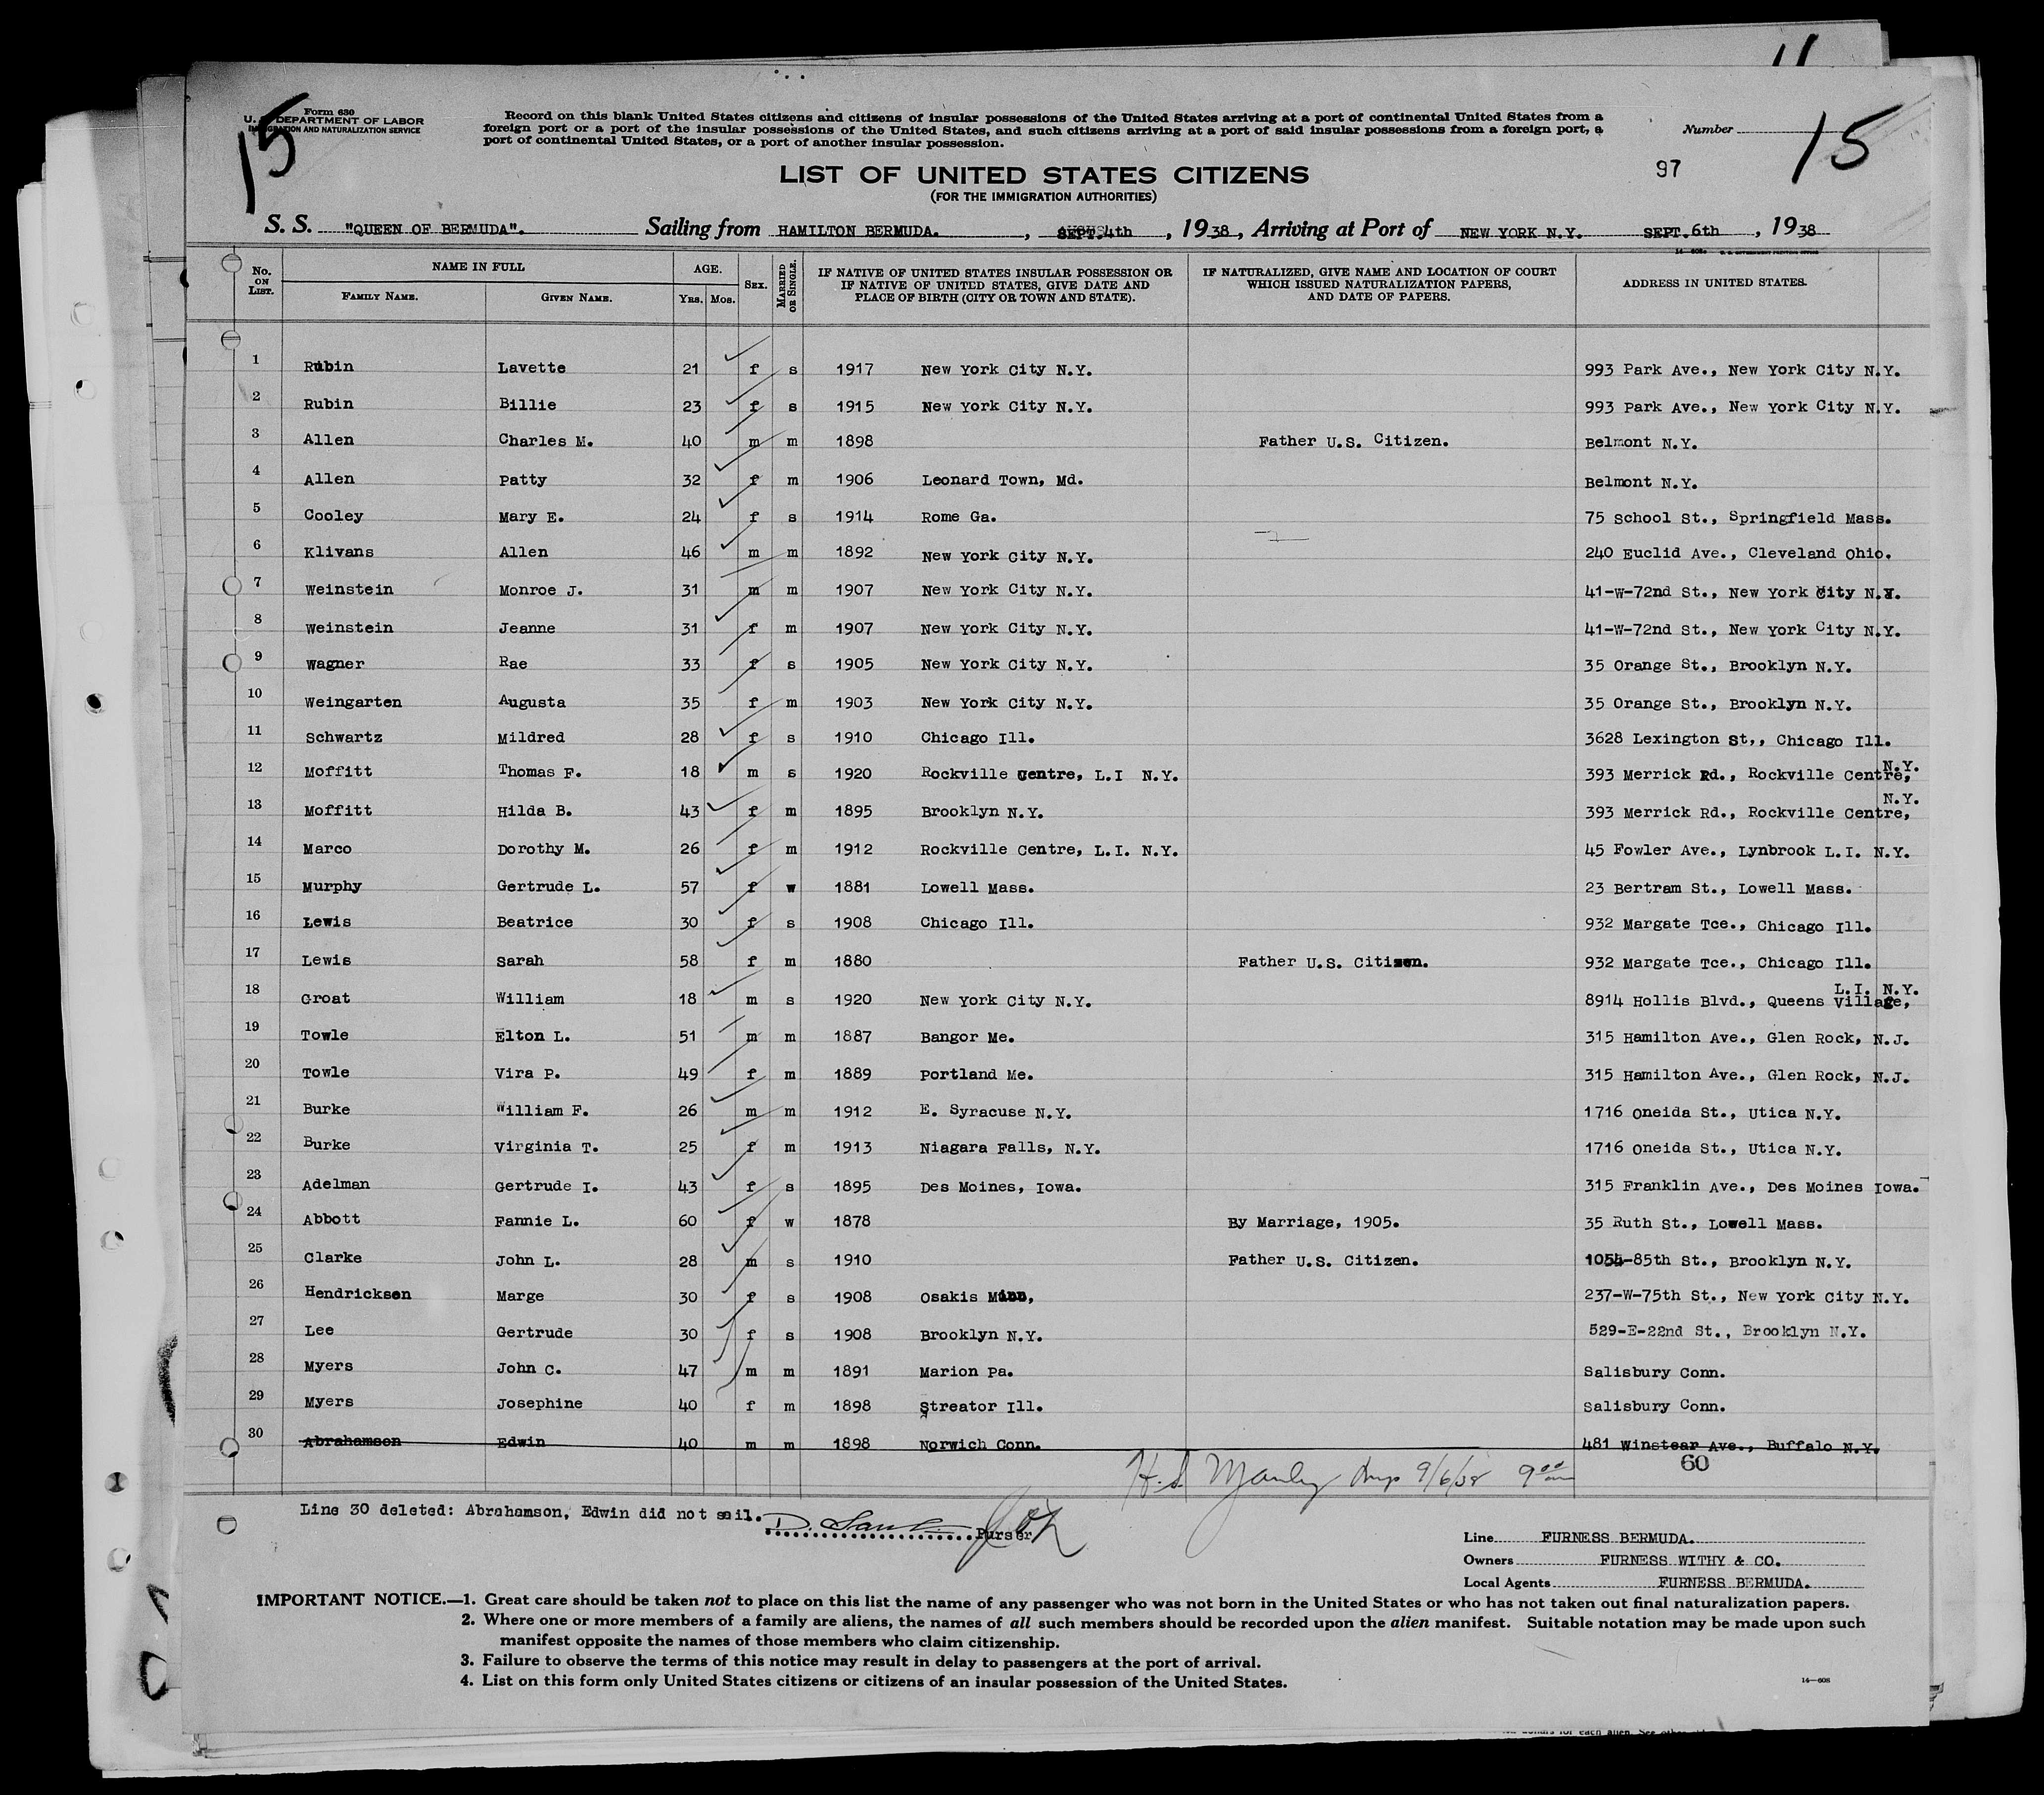 11
15
Form 630
U. S. DEPARTMENT OF LABOR
IMMIGRATION AND NATURALIZATION SERVICE
Record on this blank United States citizens and citizens of insular possessions of the United States arriving at a port of continental United States from a
foreign port or a port of the insular possessions of the United States, and such citizens arriving at a port of said insular possessions from a foreign port, a
port of continental United States, or a port of another insular possession.
Number
15
97
LIST OF UNITED STATES CITIZENS
(FOR THE IMMIGRATION AUTHORITIES)
S. S. "QUEEN OF BERMUDA". Sailing from HAMILTON BERMUDA. , SEPT.4th , 1938, Arriving at Port of NEW YORK N.Y. SEPT.6th , 1938
No. ON LIST. NAME IN FULL FAMILY NAME. GIVEN NAME. AGE. YRS. MOS. SEX. MARRIED OR SINGLE. IF NATIVE OF UNITED STATES INSULAR POSSESSION OR IF NATIVE OF UNITED STATES, GIVE DATE AND PLACE OF BIRTH (CITY OR TOWN AND STATE). IF NATURALIZED, GIVE NAME AND LOCATION OF COURT WHICH ISSUED NATURALIZATION PAPERS, AND DATE OF PAPERS. ADDRESS IN UNITED STATES.
1 Rubin Lavette 21 f s 1917 New York City N.Y. 993 Park Ave., New York City N.Y.
2 Rubin Billie 23 f s 1915 New York City N.Y. 993 Park Ave., New York City N.Y.
3 Allen Charles M. 40 m m 1898 Father U.S. Citizen. Belmont N.Y.
4 Allen Patty 32 f m 1906 Leonard Town, Md. Belmont N.Y.
5 Cooley Mary E. 24 f s 1914 Rome Ga. 75 School St., Springfield Mass.
6 Klivans Allen 46 m m 1892 New York City N.Y. 240 Euclid Ave., Cleveland Ohio.
7 Weinstein Monroe J. 31 m m 1907 New York City N.Y. 41-W-72nd St., New York City N.Y.
8 Weinstein Jeanne 31 f m 1907 New York City N.Y. 41-W-72nd St., New York City N.Y.
9 Wagner Rae 33 f s 1905 New York City N.Y. 35 Orange St., Brooklyn N.Y.
10 Weingarten Augusta 35 f m 1903 New York City N.Y. 35 Orange St., Brooklyn N.Y.
11 Schwartz Mildred 28 f s 1910 Chicago Ill. 3628 Lexington St,, Chicago Ill.
12 Moffitt Thomas F. 18 m s 1920 Rockville Centre, L.I N.Y. 393 Merrick Rd., Rockville Centre, N.Y.
13 Moffitt Hilda B. 43 f m 1895 Brooklyn N.Y. 393 Merrick Rd., Rockville Centre, N.Y.
14 Marco Dorothy M. 26 f m 1912 Rockville Centre, L.I. N.Y. 45 Fowler Ave., Lynbrook L.I. N.Y.
15 Murphy Gertrude L. 57 f w 1881 Lowell Mass. 23 Bertram St., Lowell Mass.
16 Lewis Beatrice 30 f s 1908 Chicago Ill. 932 Margate Tce., Chicago Ill.
17 Lewis Sarah 58 f m 1880 Father U.S. Citizen. 932 Margate Tce., Chicago Ill.
18 Groat William 18 m s 1920 New York City N.Y. 8914 Hollis Blvd., Queens Village, L.I. N.Y.
19 Towle Elton L. 51 m m 1887 Bangor Me. 315 Hamilton Ave., Glen Rock, N.J.
20 Towle Vira P. 49 f m 1889 Portland Me. 315 Hamilton Ave., Glen Rock, N.J.
21 Burke William F. 26 m m 1912 E. Syracuse N.Y. 1716 Oneida St., Utica N.Y.
22 Burke Virginia T. 25 f m 1913 Niagara Falls, N.Y. 1716 Oneida St., Utica N.Y.
23 Adelman Gertrude I. 43 f s 1895 Des Moines, Iowa. 315 Franklin Ave., Des Moines Iowa.
24 Abbott Fannie L. 60 f w 1878 By Marriage, 1905. 35 Ruth St., Lowell Mass.
25 Clarke John L. 28 m s 1910 Father U.S. Citizen. 1054-85th St., Brooklyn N.Y.
26 Hendricksen Marge 30 f s 1908 Osakis Minn, 237-W-75th St., New York City N.Y.
27 Lee Gertrude 30 f s 1908 Brooklyn N.Y. 529-E-22nd St., Brooklyn N.Y.
28 Myers John C. 47 m m 1891 Marion Pa. Salisbury Conn.
29 Myers Josephine 40 f m 1898 Streator Ill. Salisbury Conn.
30 Abrahamson Edwin 40 m m 1898 Norwich Conn. 481 Winstear Ave., Buffalo N.Y.
60
H.S. Manly Insp 9/6/38 9 00 am
Line 30 deleted: Abrahamson, Edwin did not sail.
Purser
Line FURNESS BERMUDA.
Owners FURNESS WITHY & CO.
Local Agents FURNESS BERMUDA.
IMPORTANT NOTICE.—1. Great care should be taken not to place on this list the name of any passenger who was not born in the United States or who has not taken out final naturalization papers.
2. Where one or more members of a family are aliens, the names of all such members should be recorded upon the alien manifest. Suitable notation may be made upon such
manifest opposite the names of those members who claim citizenship.
3. Failure to observe the terms of this notice may result in delay to passengers at the port of arrival.
4. List on this form only United States citizens or citizens of an insular possession of the United States.
14—608